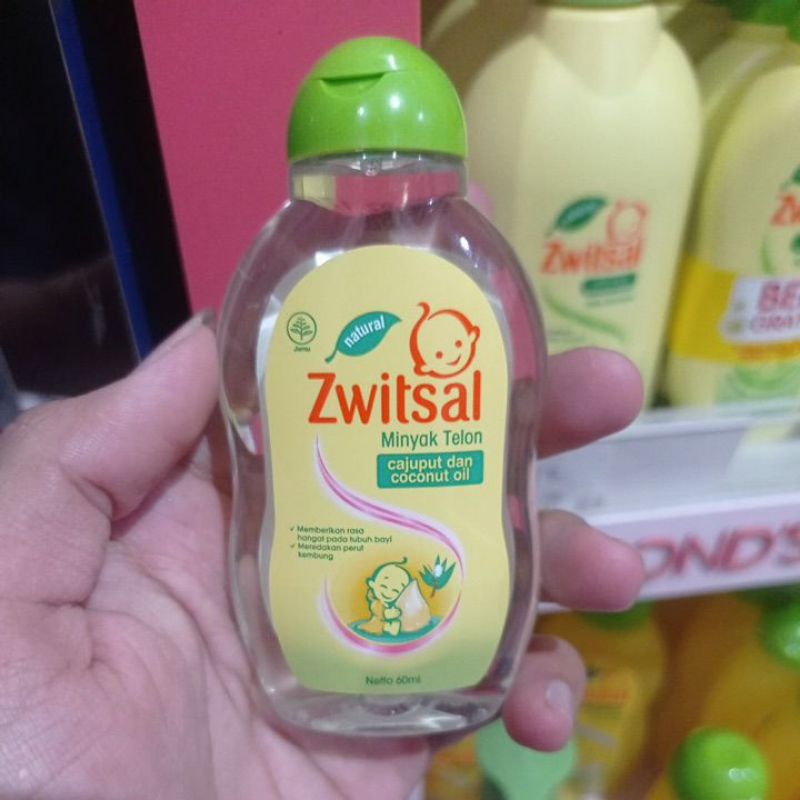 natural
Jamu
Zwitsal
Minyak Telon
cajuput dan
coconut oil
✓ Memberikan rasa
hangat pada tubuh bayi
✓ Meredakan perut
kembung
Netto 60ml
Zwitsal